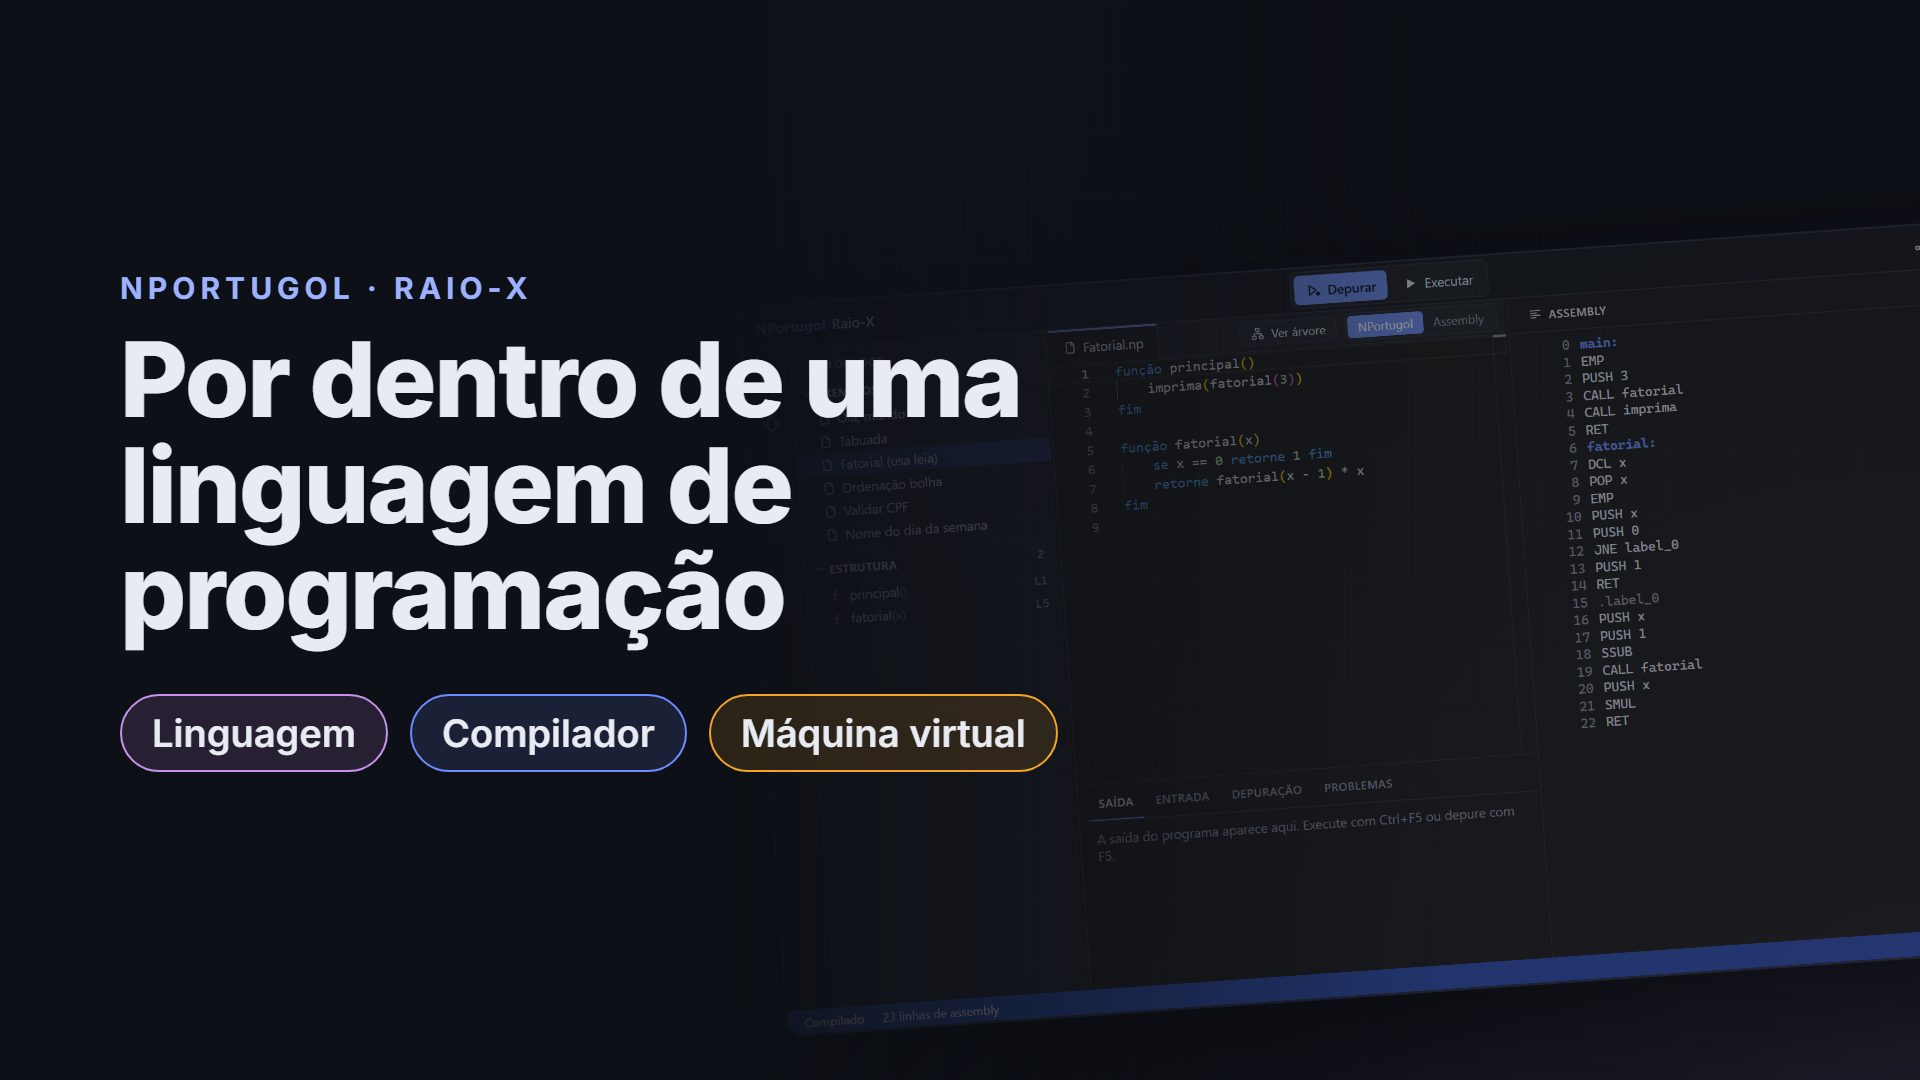 NPORTUGOL · RAIO-X
Por dentro de uma
linguagem de
programação
Linguagem
Compilador
Máquina virtual
NPortugol Raio-X
Depurar
Executar
Tabuada
Fatorial (usa leia)
Ordenação bolha
Validar CPF
Nome do dia da semana
ESTRUTURA
2
principal()
L1
fatorial(x)
L5
Fatorial.np
Ver árvore
NPortugol
Assembly
1 função principal()
2 imprima(fatorial(3))
3 fim
4
5 função fatorial(x)
6 se x == 0 retorne 1 fim
7 retorne fatorial(x - 1) * x
8 fim
9
SAÍDA
ENTRADA
DEPURAÇÃO
PROBLEMAS
A saída do programa aparece aqui. Execute com Ctrl+F5 ou depure com
F5.
ASSEMBLY
0 main:
1 EMP
2 PUSH 3
3 CALL fatorial
4 CALL imprima
5 RET
6 fatorial:
7 DCL x
8 POP x
9 EMP
10 PUSH x
11 PUSH 0
12 JNE label_0
13 PUSH 1
14 RET
15 .label_0
16 PUSH x
17 PUSH 1
18 SSUB
19 CALL fatorial
20 PUSH x
21 SMUL
22 RET
Compilado
23 linhas de assembly